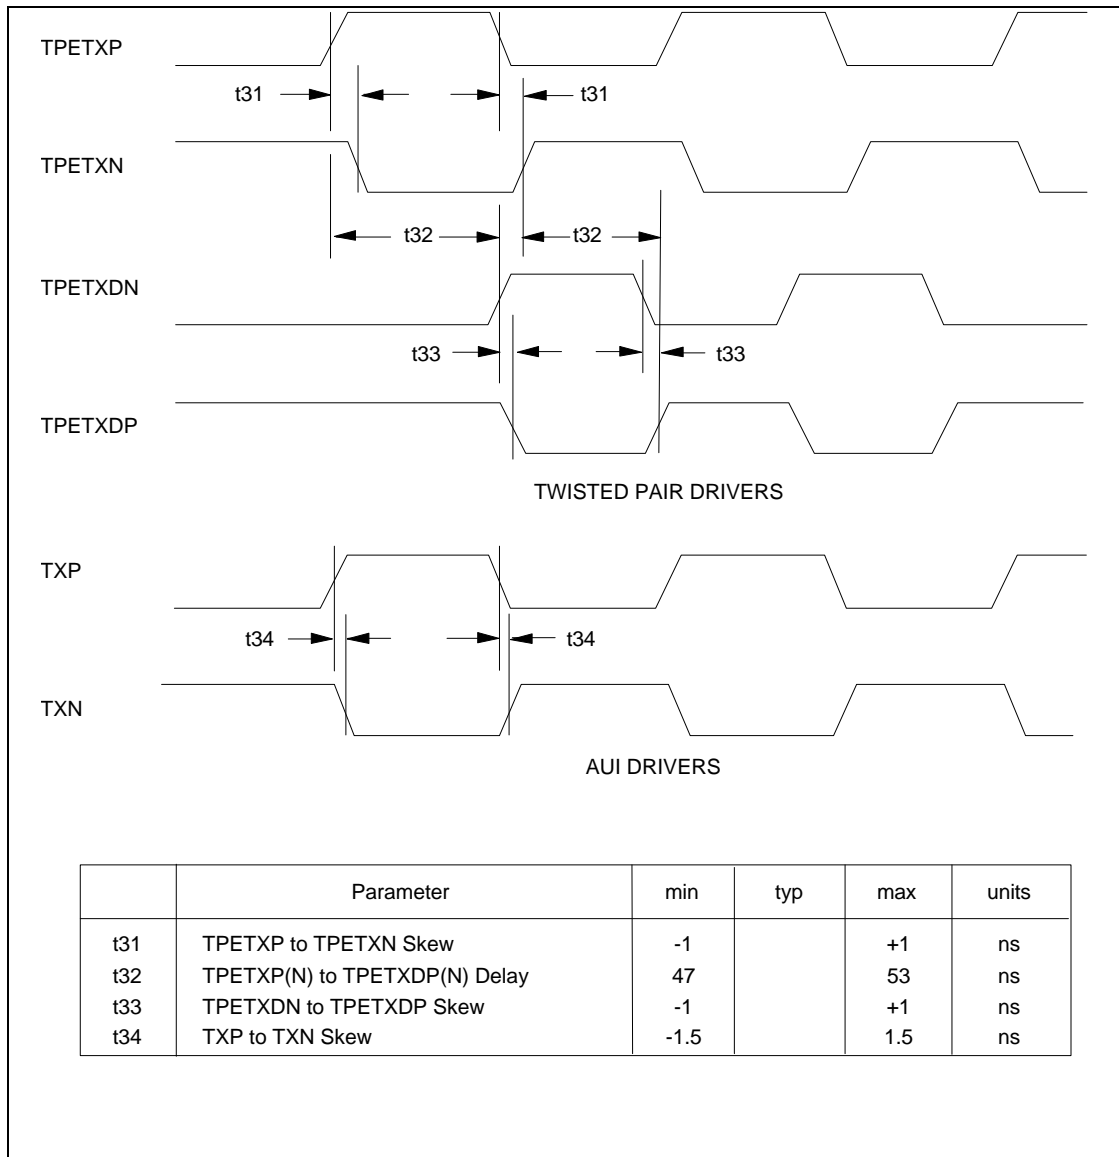 TPETXP
t31 t31
TPETXN
t32 t32
TPETXDN
t33 t33
TPETXDP
TWISTED PAIR DRIVERS
TXP
t34 t34
TXN
AUI DRIVERS
Parameter min typ max units
t31 TPETXP to TPETXN Skew -1 +1 ns
t32 TPETXP(N) to TPETXDP(N) Delay 47 53 ns
t33 TPETXDN to TPETXDP Skew -1 +1 ns
t34 TXP to TXN Skew -1.5 1.5 ns